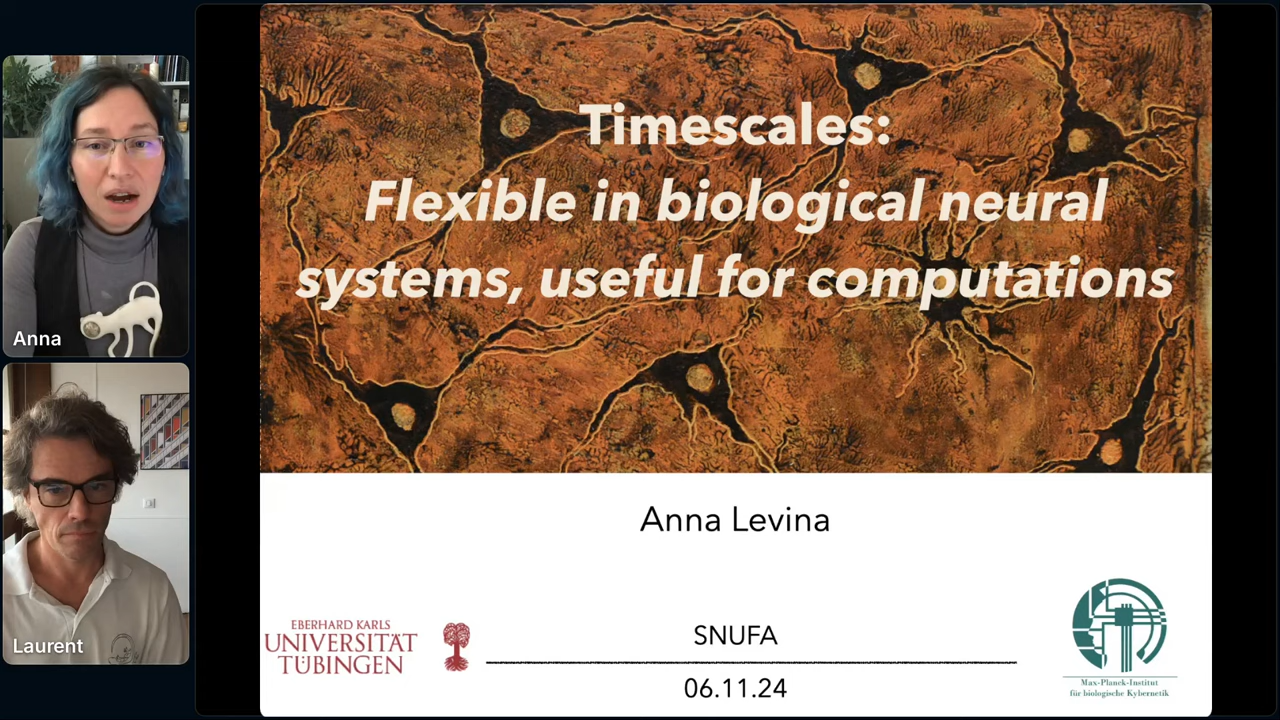 Timescales:
Flexible in biological neural
systems, useful for computations
Anna
Laurent
Anna Levina
EBERHARD KARLS
UNIVERSITÄT
TÜBINGEN
SNUFA
06.11.24
Max-Planck-Institut
für biologische Kybernetik